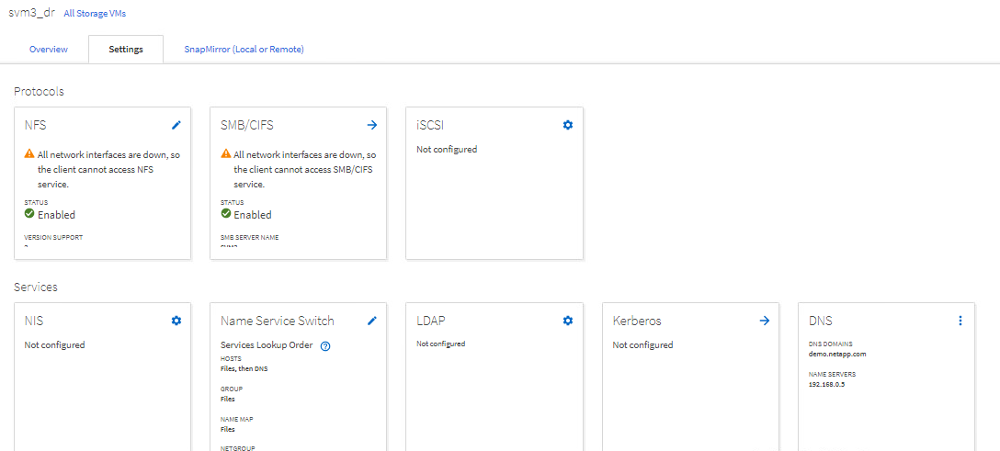 svm3_dr All Storage VMs
Overview Settings SnapMirror (Local or Remote)
Protocols
NFS
All network interfaces are down, so
the client cannot access NFS
service.
STATUS
Enabled
VERSION SUPPORT
SMB/CIFS
All network interfaces are down, so
the client cannot access SMB/CIFS
service.
STATUS
Enabled
SMB SERVER NAME
iSCSI
Not configured
Services
NIS
Not configured
Name Service Switch
Services Lookup Order
HOSTS
Files, then DNS
GROUP
Files
NAME MAP
Files
NETGROUP
LDAP
Not configured
Kerberos
Not configured
DNS
DNS DOMAINS
demo.netapp.com
NAME SERVERS
192.168.0.5